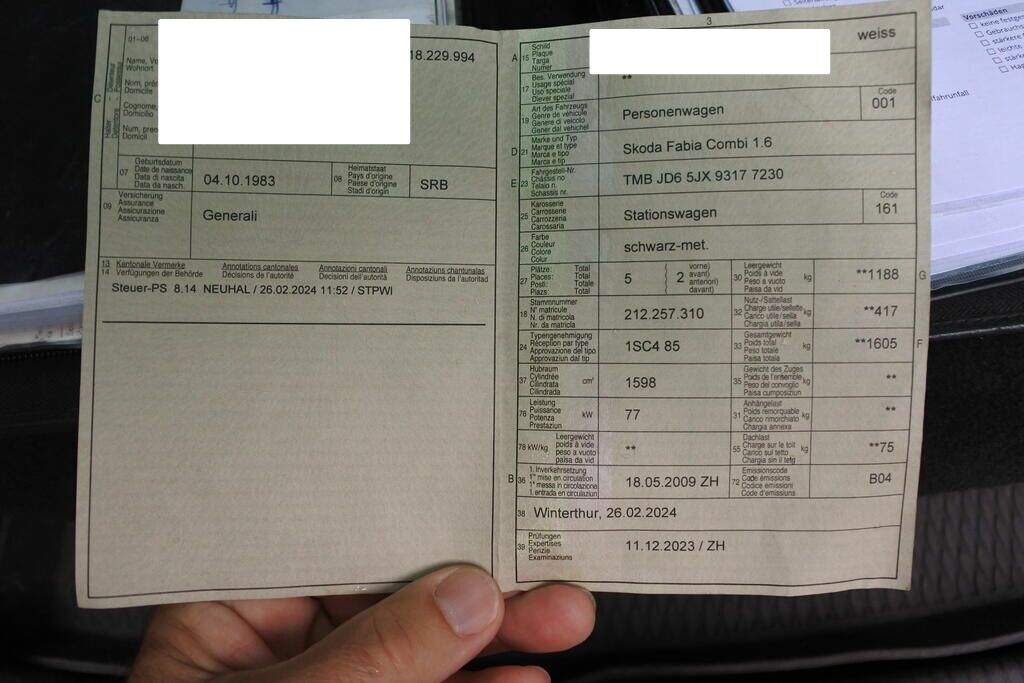 01–06
18.229.994
C
Wohnort
Domicile
Cognome,
Domicilio
Domicil
07
Geburtsdatum
Date de naissance
Data di nascita
Data da nasch.
04.10.1983
08
Heimatstaat
Pays d'origine
Paese d'origine
Stadi d'origin
SRB
09
Versicherung
Assurance
Assicurazione
Assicuranza
Generali
13 Kantonale Vermerke Annotations cantonales Annotazioni cantonali Annotaziuns chantunalas
14 Verfügungen der Behörde Décisions de l'autorité Decisioni dell'autorità Disposiziuns da l'autoritad
Steuer-PS 8.14 NEUHAL / 26.02.2024 11:52 / STPWI
3
A 15
Schild
Plaque
Targa
Numer
weiss
17
Bes. Verwendung
Usage spécial
Uso speciale
Diever spezial
**
19
Art des Fahrzeugs
Genre de véhicule
Genere di veicolo
Gener dal vehichel
Personenwagen
Code
001
D 21
Marke und Typ
Marque et type
Marca e tipo
Marca e tip
Skoda Fabia Combi 1.6
E 23
Fahrgestell-Nr.
Châssis no
Telaio n.
Schassis nr.
TMB JD6 5JX 9317 7230
25
Karosserie
Carrosserie
Carrozzeria
Carossaria
Stationswagen
Code
161
26
Farbe
Couleur
Colore
Colur
schwarz-met.
27
Plätze: Total
Places: Total
Posti: Totale
Plazs: Total
5
2
vorne)
avant)
anteriori)
davant)
30
Leergewicht
Poids à vide
Peso a vuoto
Paisa da vid
kg
**1188
G
18
Stammnummer
N° matricule
N. di matricola
Nr. da matricla
212.257.310
32
Nutz-/Sattellast
Charge utile/sellette
Carico utile/sella
Chargia utila/sella
kg
**417
24
Typengenehmigung
Réception par type
Approvazione del tipo
Approvaziun dal tip
1SC4 85
33
Gesamtgewicht
Poids total
Peso totale
Paisa totala
kg
**1605
F
37
Hubraum
Cylindrée
Cilindrata
Cilindrada
cm³
1598
35
Gewicht des Zuges
Poids de l'ensemble
Peso del convoglio
Paisa cumposiziun
kg
**
76
Leistung
Puissance
Potenza
Prestaziun
kW
77
31
Anhängelast
Poids remorquable
Carico rimorchiato
Chargia annexa
kg
**
78 kW/kg
Leergewicht
poids à vide
peso a vuoto
paisa da vid
**
55
Dachlast
Charge sur le toit
Carico sul tetto
Chargia sin il tetg
kg
**75
B 36
1. Inverkehrsetzung
1re mise en circulation
1a messa in circolazione
1. entrada en circulaziun
18.05.2009 ZH
72
Emissionscode
Code émissions
Codice emissioni
Code d'emissiuns
B04
38 Winterthur, 26.02.2024
39
Prüfungen
Expertises
Perizie
Examinaziuns
11.12.2023 / ZH
Vorschäden